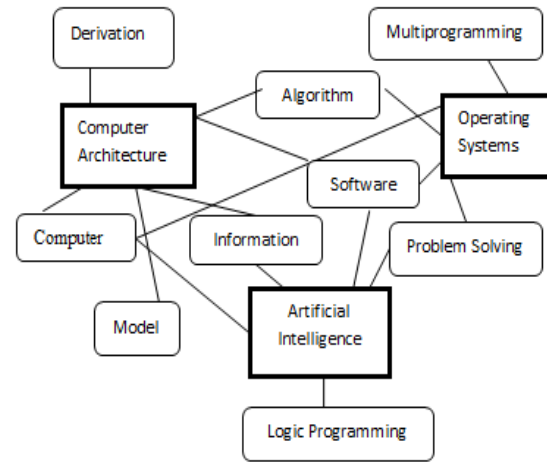 Derivation
Multiprogramming
Algorithm
Computer
Architecture
Operating
Systems
Software
Computer
Information
Problem Solving
Model
Artificial
Intelligence
Logic Programming